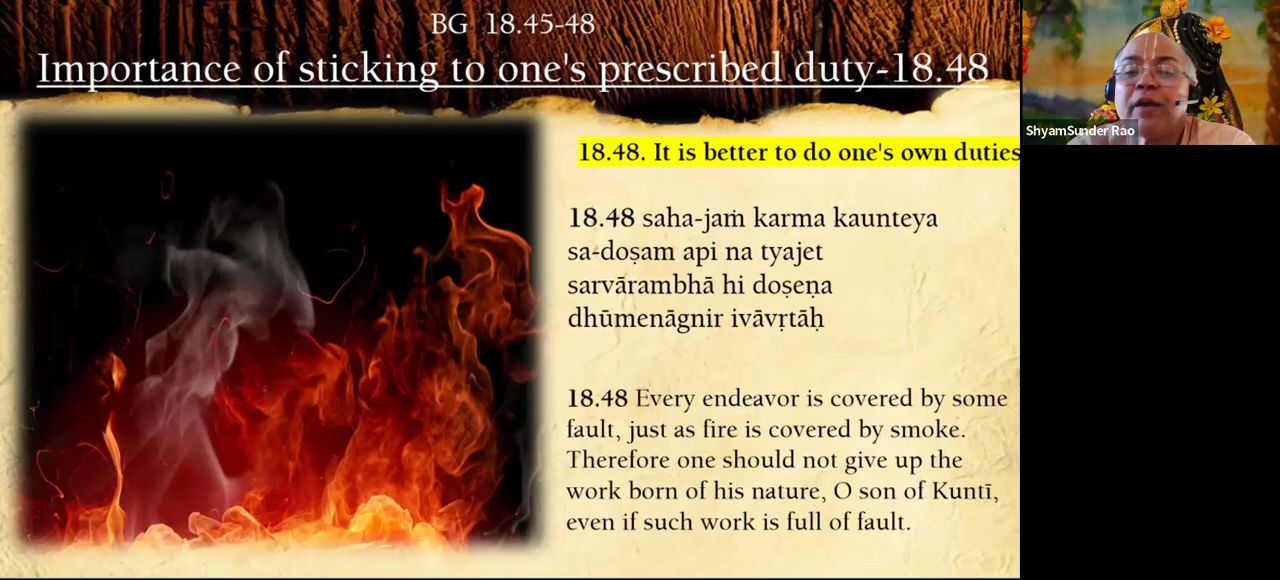 BG 18.45-48
Importance of sticking to one's prescribed duty-18.48
ShyamSunder Rao
18.48. It is better to do one's own duties
18.48 saha-jaṁ karma kaunteya
sa-doṣam api na tyajet
sarvārambhā hi doṣeṇa
dhūmenāgnir ivāvṛtāḥ
18.48 Every endeavor is covered by some
fault, just as fire is covered by smoke.
Therefore one should not give up the
work born of his nature, O son of Kuntī,
even if such work is full of fault.